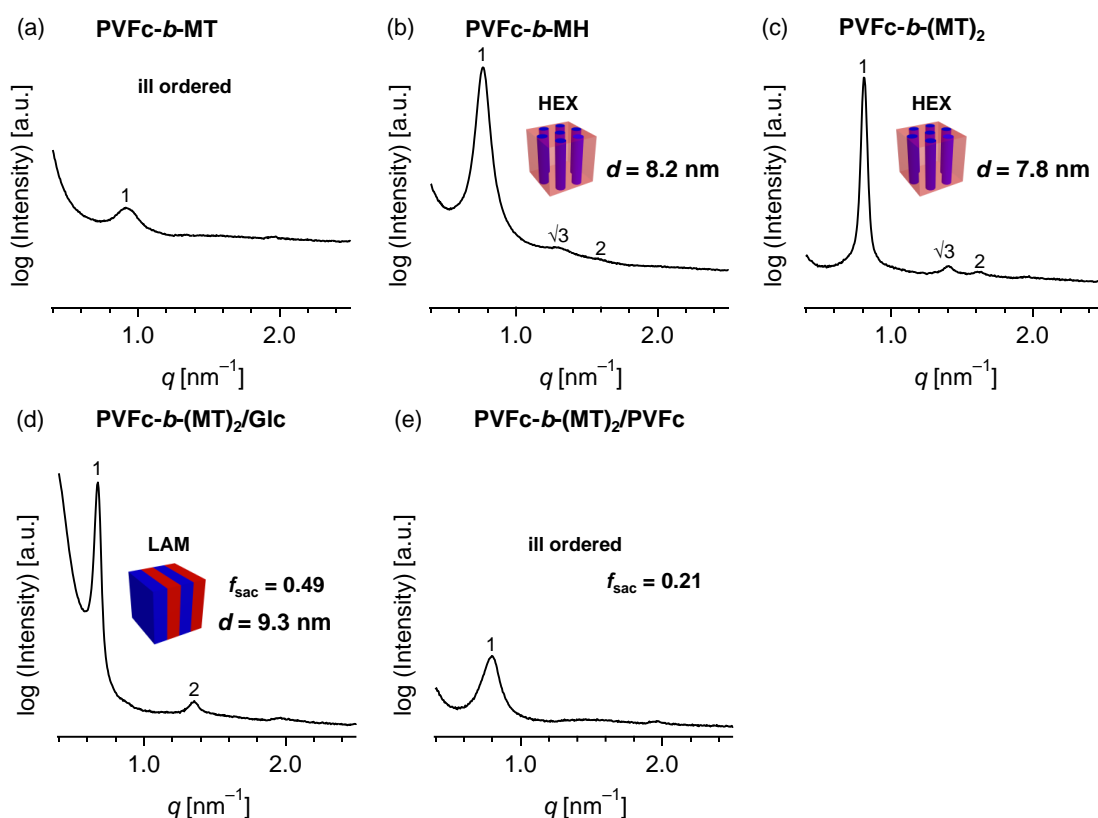 (a) PVFc-b-MT
ill ordered
1
log (Intensity) [a.u.]
1.0 2.0
q [nm⁻¹]
(b) PVFc-b-MH
1
HEX
d = 8.2 nm
√3
2
log (Intensity) [a.u.]
1.0 2.0
q [nm⁻¹]
(c) PVFc-b-(MT)₂
1
HEX
d = 7.8 nm
√3
2
log (Intensity) [a.u.]
1.0 2.0
q [nm⁻¹]
(d) PVFc-b-(MT)₂/Glc
1
LAM
fsac = 0.49
d = 9.3 nm
2
log (Intensity) [a.u.]
1.0 2.0
q [nm⁻¹]
(e) PVFc-b-(MT)₂/PVFc
ill ordered
fsac = 0.21
1
log (Intensity) [a.u.]
1.0 2.0
q [nm⁻¹]